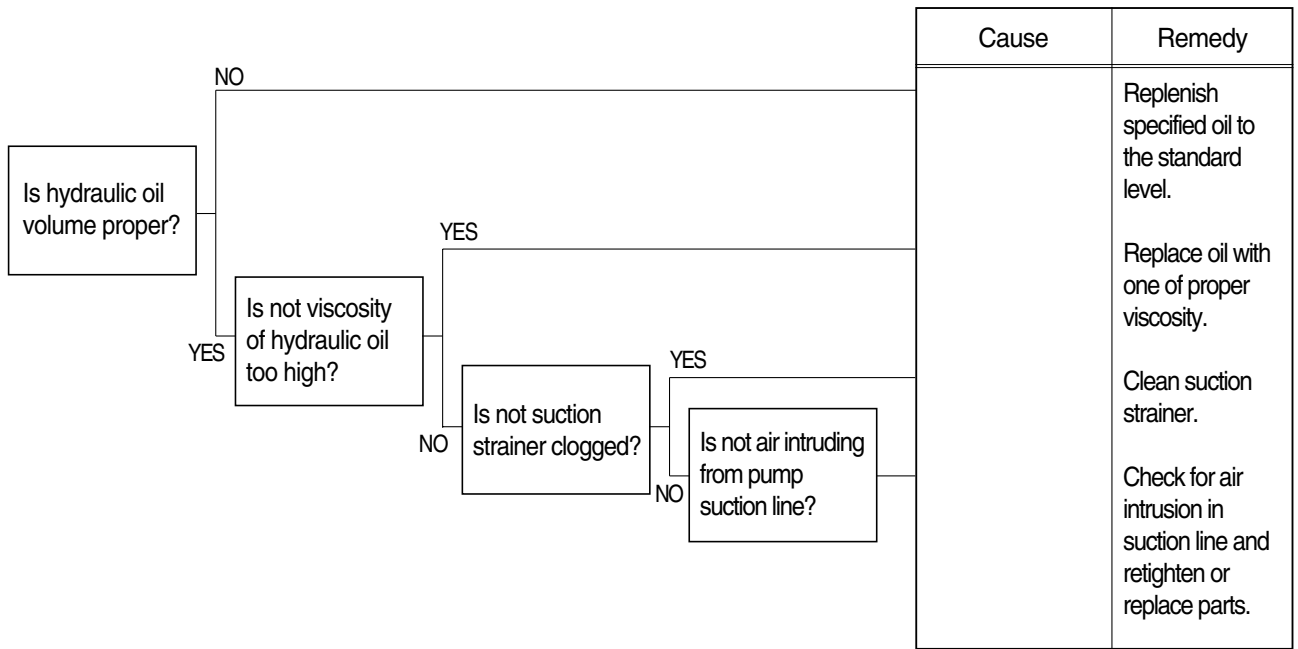 Cause
Remedy
NO
Is hydraulic oil
volume proper?
YES
Is not viscosity
of hydraulic oil
too high?
YES
NO
Is not suction
strainer clogged?
YES
NO
Is not air intruding
from pump
suction line?
Replenish
specified oil to
the standard
level.
Replace oil with
one of proper
viscosity.
Clean suction
strainer.
Check for air
intrusion in
suction line and
retighten or
replace parts.